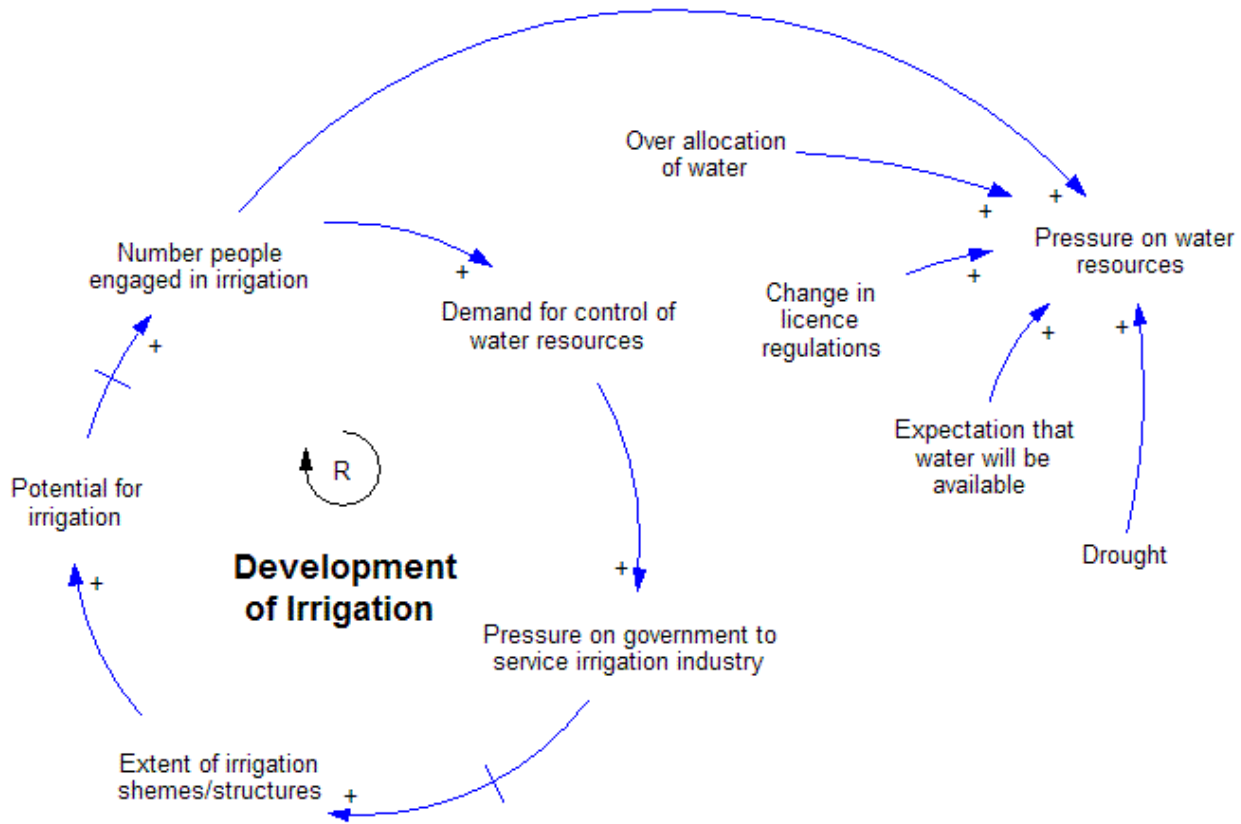 Over allocation
of water
+
+
Number people
engaged in irrigation
Pressure on water
resources
+
+
Change in
licence
regulations
Demand for control of
water resources
+
+
+
Expectation that
water will be
available
R
Potential for
irrigation
Drought
Development
of Irrigation
+
+
Pressure on government to
service irrigation industry
Extent of irrigation
shemes/structures
+